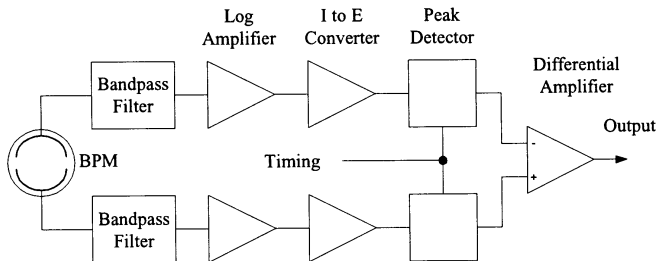 Log
Amplifier
I to E
Converter
Peak
Detector
Bandpass
Filter
Differential
Amplifier
Output
BPM
Timing
-
+
Bandpass
Filter